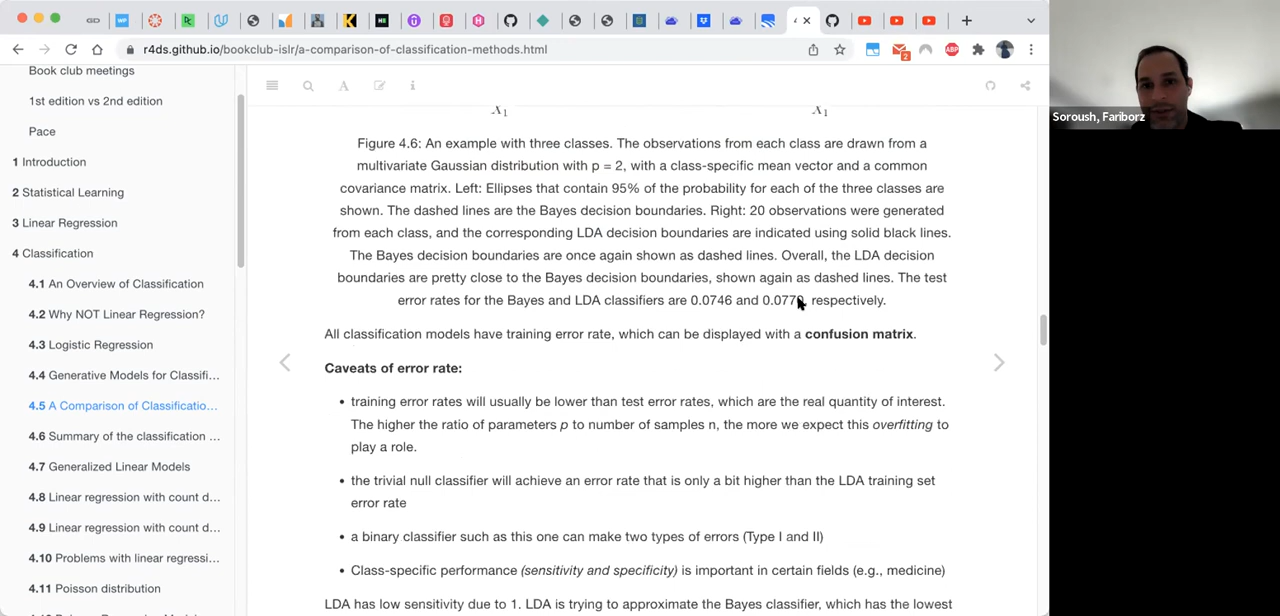 r4ds.github.io/bookclub-islr/a-comparison-of-classification-methods.html
2
ABP
Soroush, Fariborz
Book club meetings
1st edition vs 2nd edition
Pace
1 Introduction
2 Statistical Learning
3 Linear Regression
4 Classification
4.1 An Overview of Classification
4.2 Why NOT Linear Regression?
4.3 Logistic Regression
4.4 Generative Models for Classifi...
4.5 A Comparison of Classificatio...
4.6 Summary of the classification ...
4.7 Generalized Linear Models
4.8 Linear regression with count d...
4.9 Linear regression with count d...
4.10 Problems with linear regressi...
4.11 Poisson distribution
X₁ X₁
Figure 4.6: An example with three classes. The observations from each class are drawn from a
multivariate Gaussian distribution with p = 2, with a class-specific mean vector and a common
covariance matrix. Left: Ellipses that contain 95% of the probability for each of the three classes are
shown. The dashed lines are the Bayes decision boundaries. Right: 20 observations were generated
from each class, and the corresponding LDA decision boundaries are indicated using solid black lines.
The Bayes decision boundaries are once again shown as dashed lines. Overall, the LDA decision
boundaries are pretty close to the Bayes decision boundaries, shown again as dashed lines. The test
error rates for the Bayes and LDA classifiers are 0.0746 and 0.0770, respectively.
All classification models have training error rate, which can be displayed with a confusion matrix.
Caveats of error rate:
• training error rates will usually be lower than test error rates, which are the real quantity of interest.
The higher the ratio of parameters p to number of samples n, the more we expect this overfitting to
play a role.
• the trivial null classifier will achieve an error rate that is only a bit higher than the LDA training set
error rate
• a binary classifier such as this one can make two types of errors (Type I and II)
• Class-specific performance (sensitivity and specificity) is important in certain fields (e.g., medicine)
LDA has low sensitivity due to 1. LDA is trying to approximate the Bayes classifier, which has the lowest